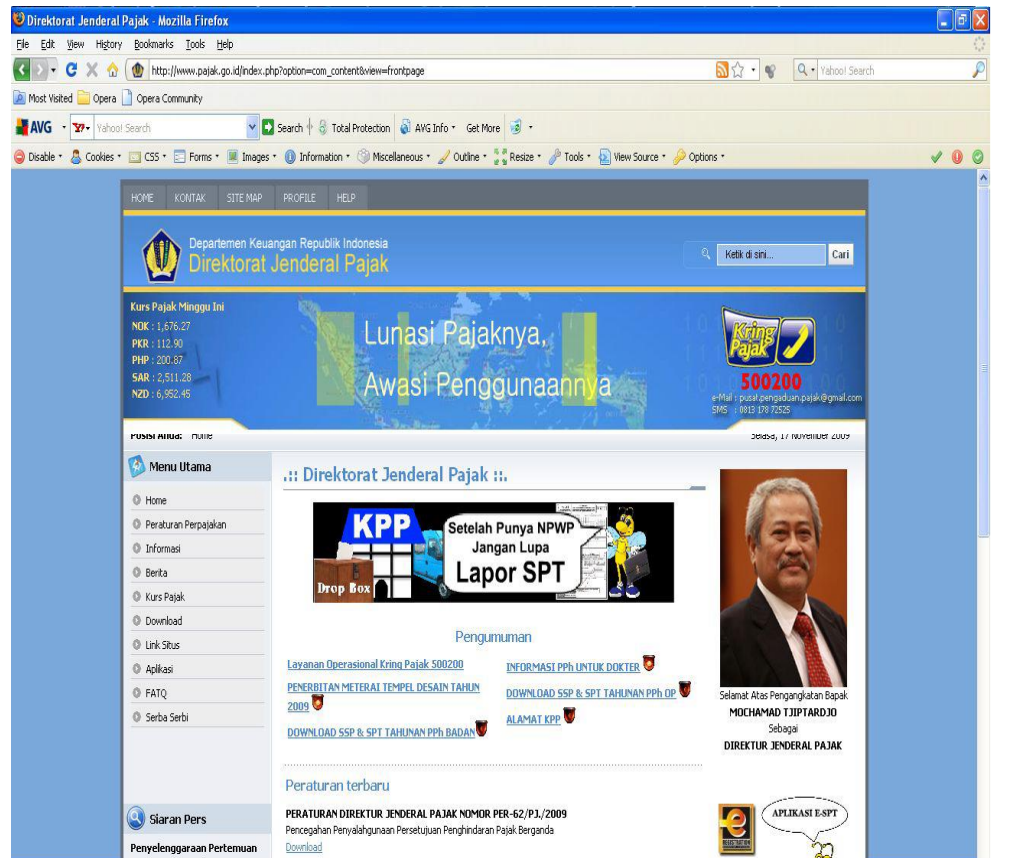 Direktorat Jenderal Pajak - Mozilla Firefox
File Edit View History Bookmarks Tools Help
http://www.pajak.go.id/index.php?option=com_content&view=frontpage
Yahoo! Search
Most Visited Opera Opera Community
AVG Yahoo! Search Search Total Protection AVG Info Get More
Disable Cookies CSS Forms Images Information Miscellaneous Outline Resize Tools View Source Options
HOME KONTAK SITE MAP PROFILE HELP
Departemen Keuangan Republik Indonesia
Direktorat Jenderal Pajak
Ketik di sini... Cari
Kurs Pajak Minggu Ini
NOK : 1,676.27
PKR : 112.90
PHP : 200.87
SAR : 2,511.28
NZD : 6,952.45
Lunasi Pajaknya,
Awasi Penggunaannya
Kring
Pajak
500200
e-Mail : pusat.pengaduan.pajak@gmail.com
SMS : 0813 178 72525
Posisi Anda: Home
Selasa, 17 November 2009
Menu Utama
Home
Peraturan Perpajakan
Informasi
Berita
Kurs Pajak
Download
Link Situs
Aplikasi
FATQ
Serba Serbi
Siaran Pers
Penyelenggaraan Pertemuan
.:: Direktorat Jenderal Pajak ::.
KPP
Drop Box
Setelah Punya NPWP
Jangan Lupa
Lapor SPT
Pengumuman
Layanan Operasional Kring Pajak 500200
PENERBITAN METERAI TEMPEL DESAIN TAHUN
2009
DOWNLOAD SSP & SPT TAHUNAN PPh BADAN
INFORMASI PPh UNTUK DOKTER
DOWNLOAD SSP & SPT TAHUNAN PPh OP
ALAMAT KPP
Peraturan terbaru
PERATURAN DIREKTUR JENDERAL PAJAK NOMOR PER-62/PJ./2009
Pencegahan Penyalahgunaan Persetujuan Penghindaran Pajak Berganda
Download
Selamat Atas Pengangkatan Bapak
MOCHAMAD TJIPTARDJO
Sebagai
DIREKTUR JENDERAL PAJAK
APLIKASI E-SPT